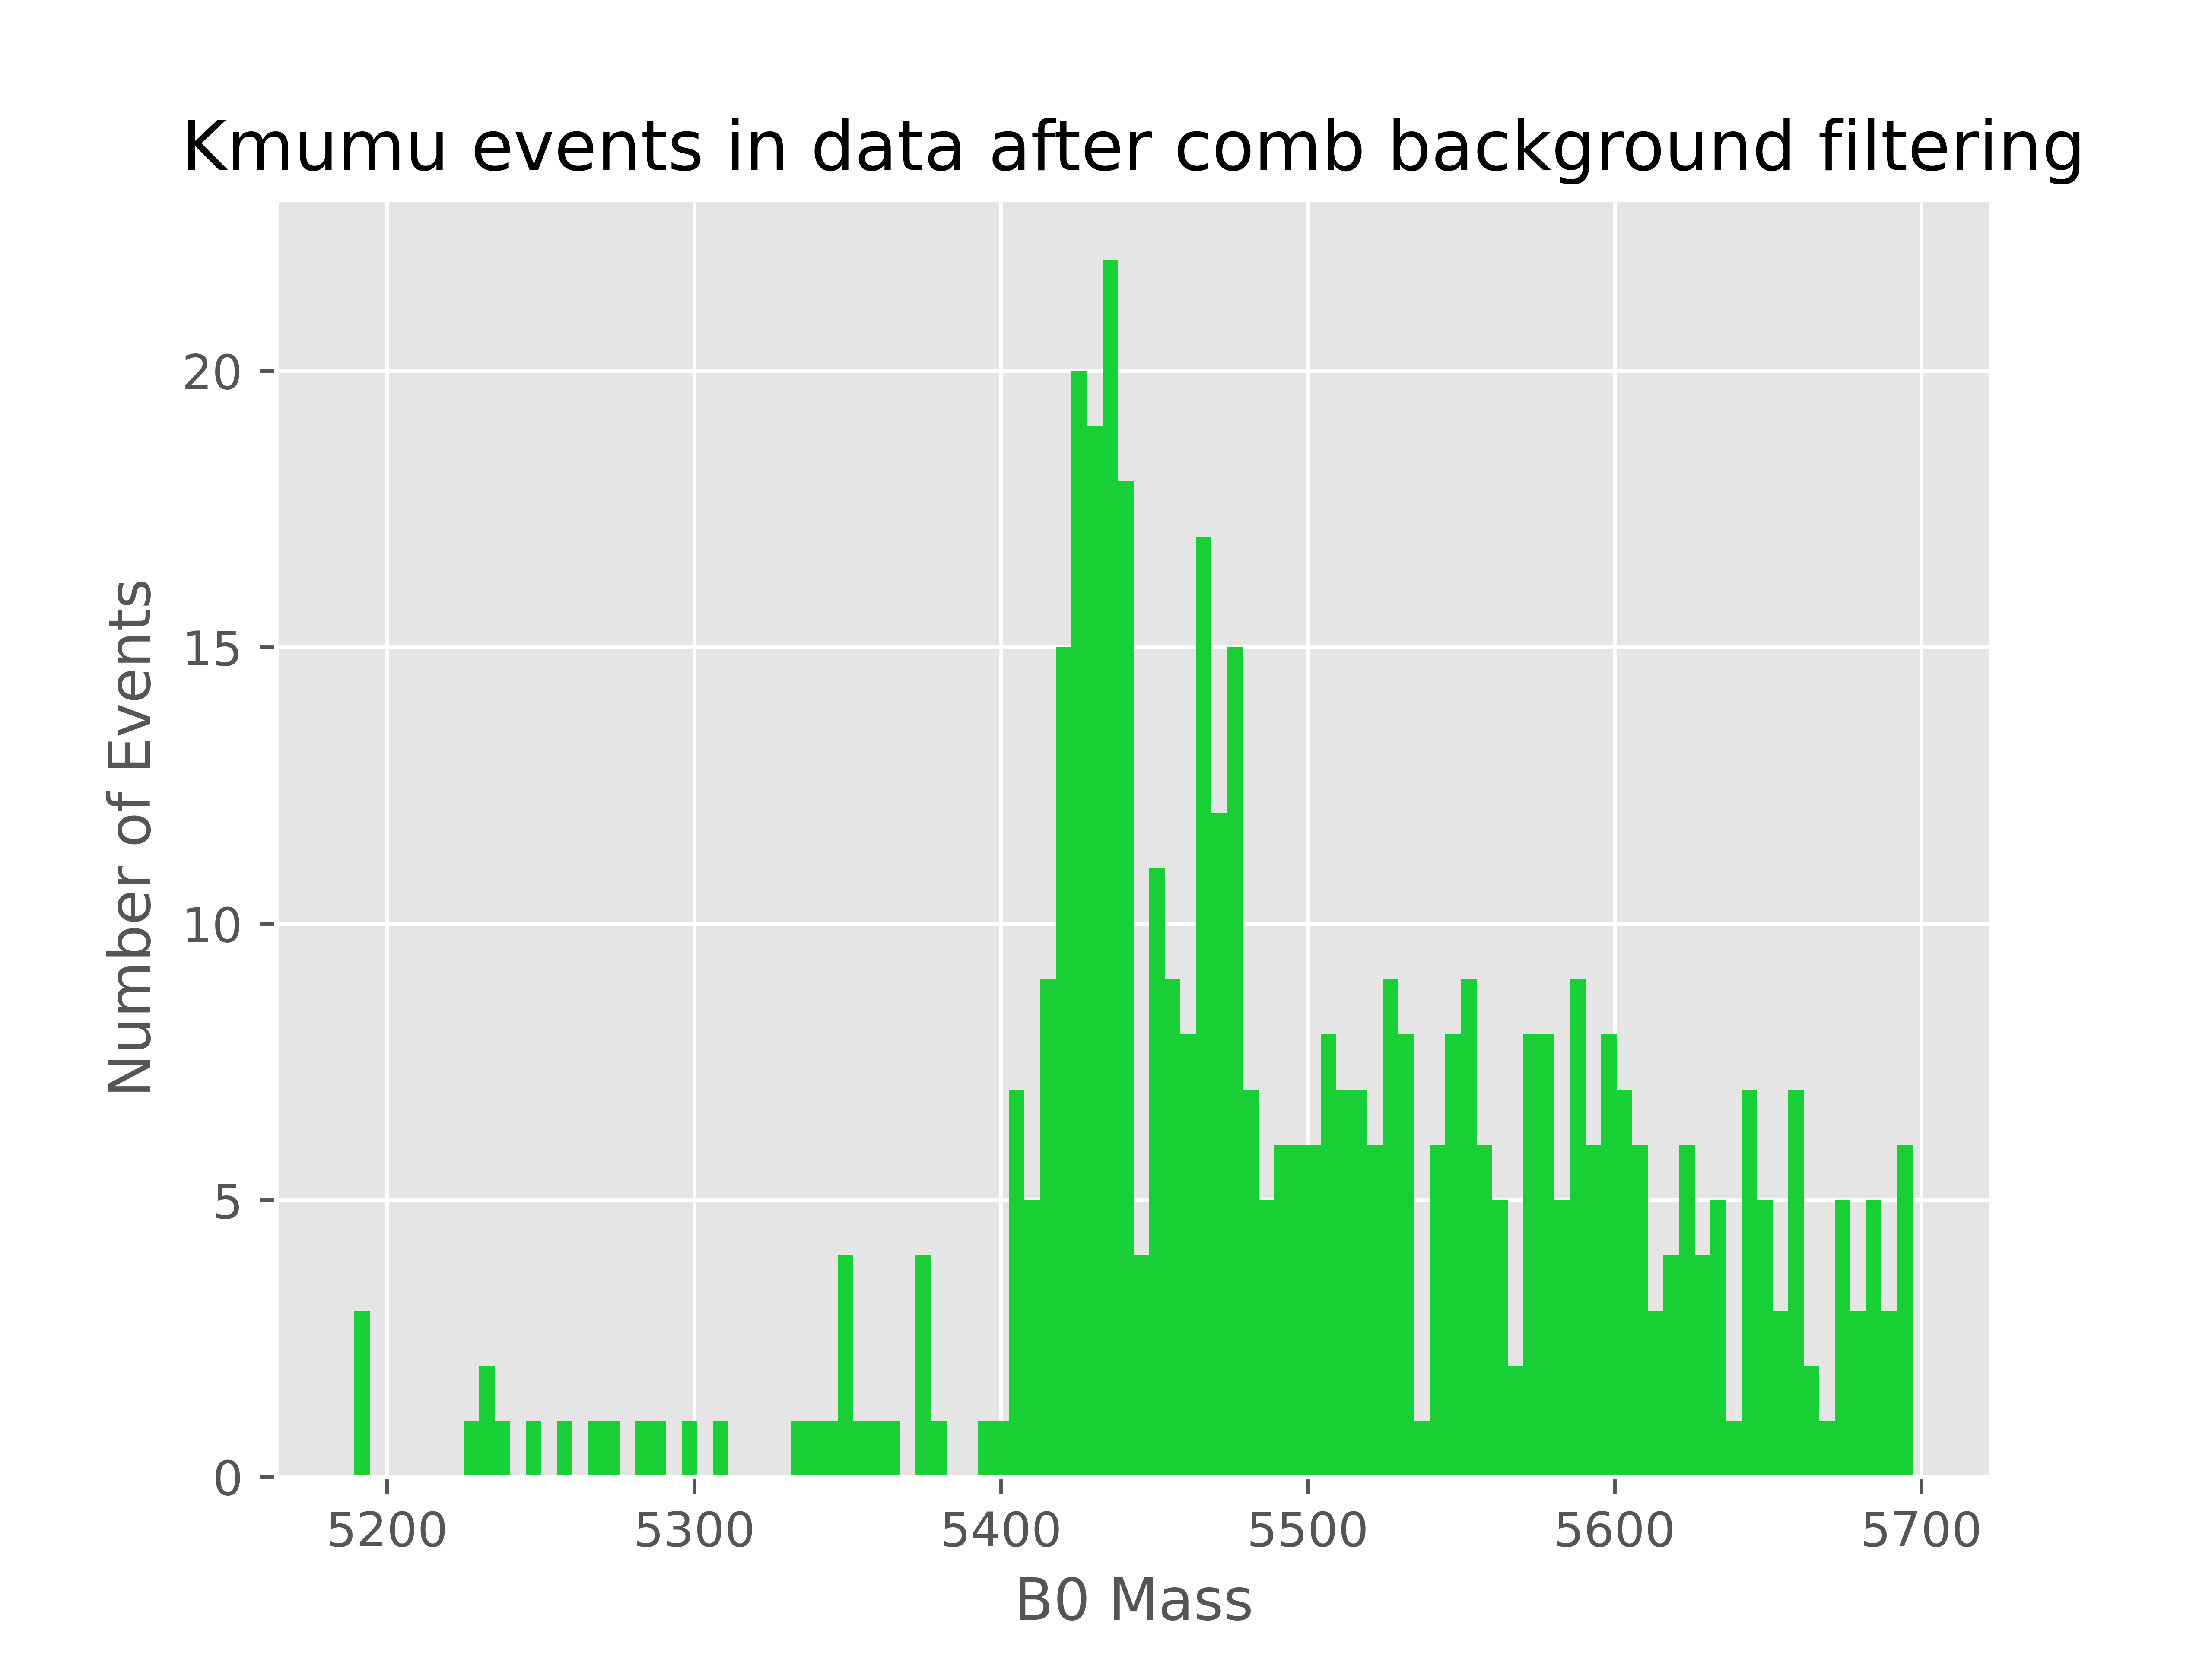 Kmumu events in data after comb background filtering
20
15
10
5
0
Number of Events
5200 5300 5400 5500 5600 5700
B0 Mass